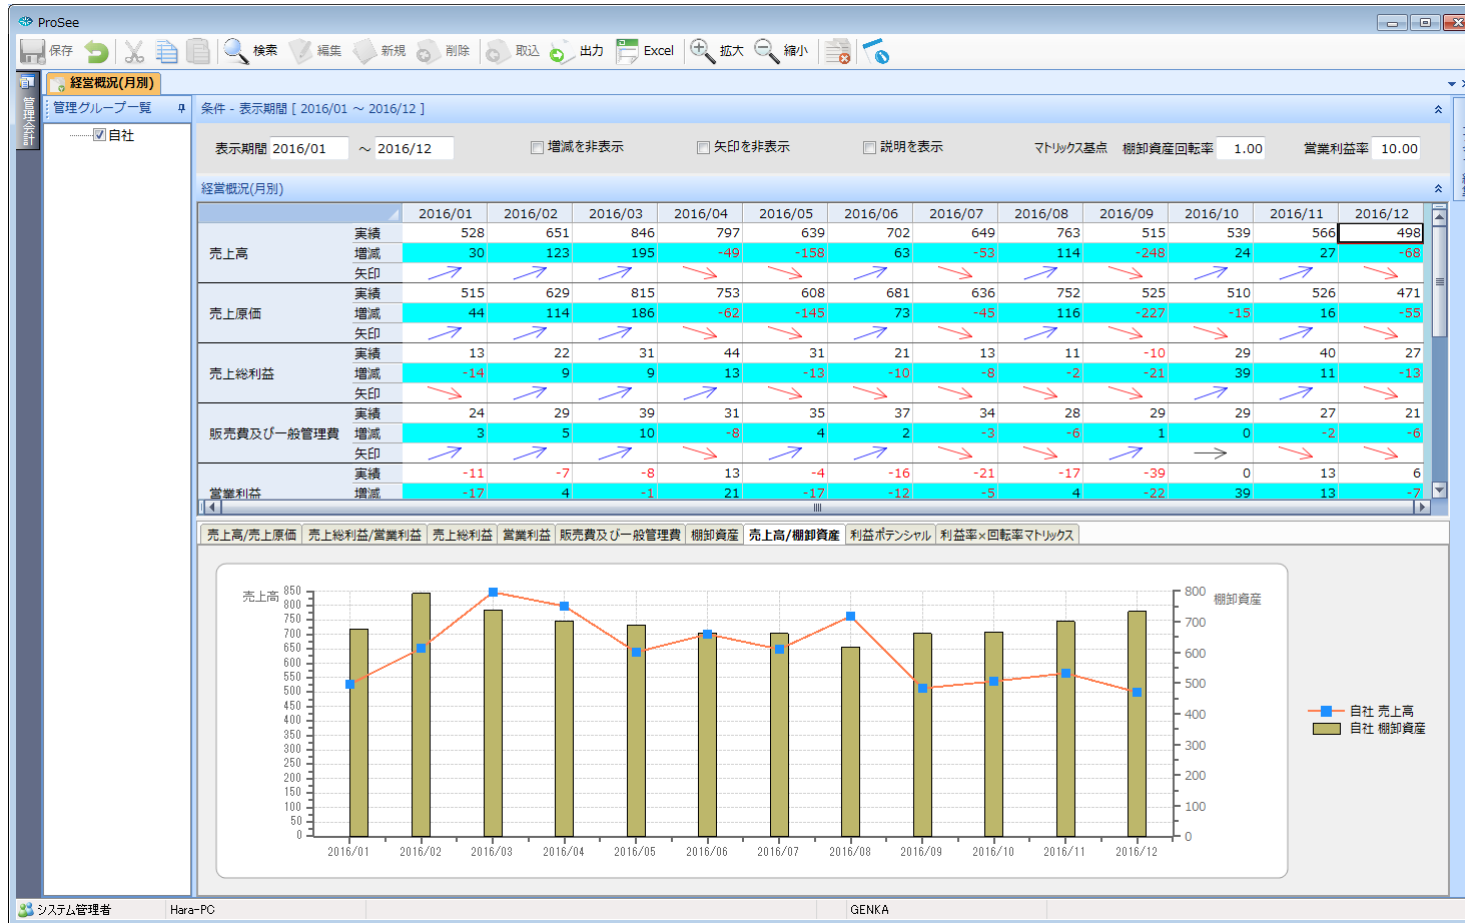 ProSee
保存 検索 編集 新規 削除 取込 出力 Excel 拡大 縮小
管理会計
経営概況(月別)
管理グループ一覧
自社
条件 - 表示期間 [ 2016/01 ～ 2016/12 ]
表示期間 2016/01 ～ 2016/12 増減を非表示 矢印を非表示 説明を表示 マトリックス基点 棚卸資産回転率 1.00 営業利益率 10.00
経営概況(月別)
2016/01 2016/02 2016/03 2016/04 2016/05 2016/06 2016/07 2016/08 2016/09 2016/10 2016/11 2016/12
実績 528 651 846 797 639 702 649 763 515 539 566 498
売上高 増減 30 123 195 -49 -158 63 -53 114 -248 24 27 -68
矢印
実績 515 629 815 753 608 681 636 752 525 510 526 471
売上原価 増減 44 114 186 -62 -145 73 -45 116 -227 -15 16 -55
矢印
実績 13 22 31 44 31 21 13 11 -10 29 40 27
売上総利益 増減 -14 9 9 13 -13 -10 -8 -2 -21 39 11 -13
矢印
実績 24 29 39 31 35 37 34 28 29 29 27 21
販売費及び一般管理費 増減 3 5 10 -8 4 2 -3 -6 1 0 -2 -6
矢印
実績 -11 -7 -8 13 -4 -16 -21 -17 -39 0 13 6
営業利益 増減 -17 4 -1 21 -17 -12 -5 4 -22 39 13 -7
売上高/売上原価 売上総利益/営業利益 売上総利益 営業利益 販売費及び一般管理費 棚卸資産 売上高/棚卸資産 利益ポテンシャル 利益率×回転率マトリックス
売上高
850
800
750
700
650
600
550
500
450
400
350
300
250
200
150
100
50
0
棚卸資産
800
700
600
500
400
300
200
100
0
2016/01 2016/02 2016/03 2016/04 2016/05 2016/06 2016/07 2016/08 2016/09 2016/10 2016/11 2016/12
自社 売上高
自社 棚卸資産
システム管理者 Hara-PC GENKA